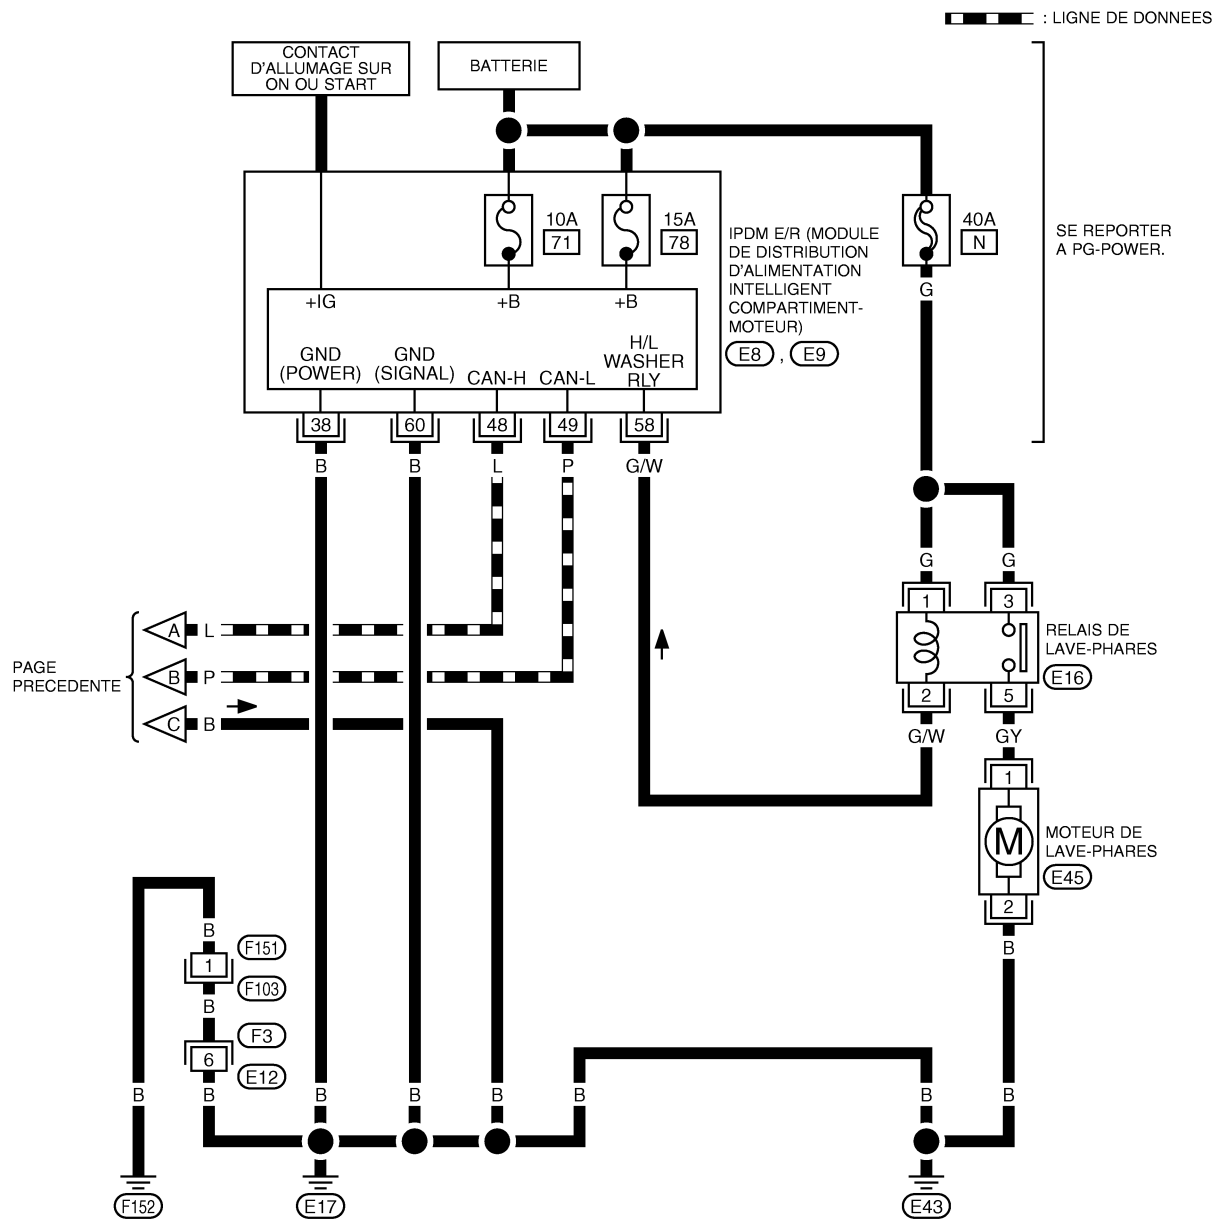 : LIGNE DE DONNEES
CONTACT
D'ALLUMAGE SUR
ON OU START
BATTERIE
10A
71
15A
78
40A
N
SE REPORTER
A PG-POWER.
IPDM E/R (MODULE
DE DISTRIBUTION
D'ALIMENTATION
INTELLIGENT
COMPARTIMENT-
MOTEUR)
E8 , E9
G
+IG
+B
+B
GND
(POWER)
GND
(SIGNAL)
CAN-H
CAN-L
H/L
WASHER
RLY
38
60
48
49
58
B
B
L
P
G/W
G
G
1
3
RELAIS DE
LAVE-PHARES
E16
2
5
G/W
GY
PAGE
PRECEDENTE
A
L
B
P
C
B
1
M
MOTEUR DE
LAVE-PHARES
E45
2
B
B
F151
1
F103
B
F3
6
E12
B
B
B
B
B
B
B
B
F152
E17
E43